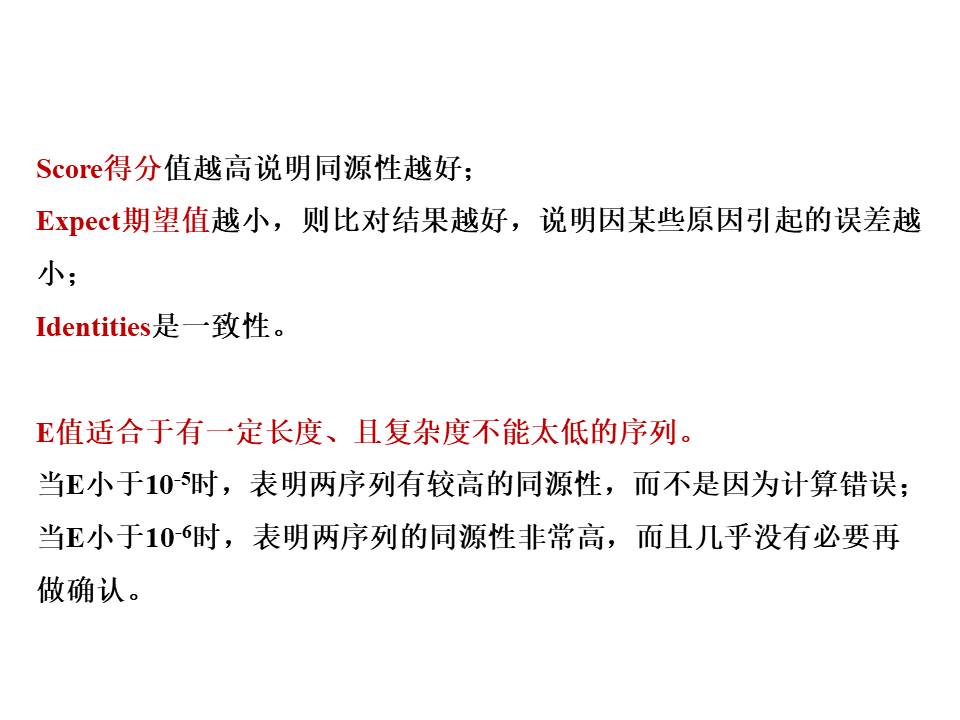 Score得分值越高说明同源性越好；
Expect期望值越小，则比对结果越好，说明因某些原因引起的误差越
小；
Identities是一致性。
E值适合于有一定长度、且复杂度不能太低的序列。
当E小于10-5时，表明两序列有较高的同源性，而不是因为计算错误；
当E小于10-6时，表明两序列的同源性非常高，而且几乎没有必要再
做确认。